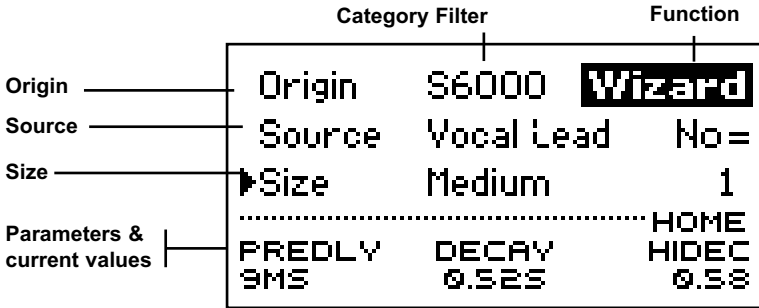 Category Filter Function
Origin
Origin S6000 Wizard
Source
Source Vocal Lead No=
Size
Size Medium 1
HOME
Parameters &
current values
PREDLY DECAY HIDEC
9MS 0.52S 0.58